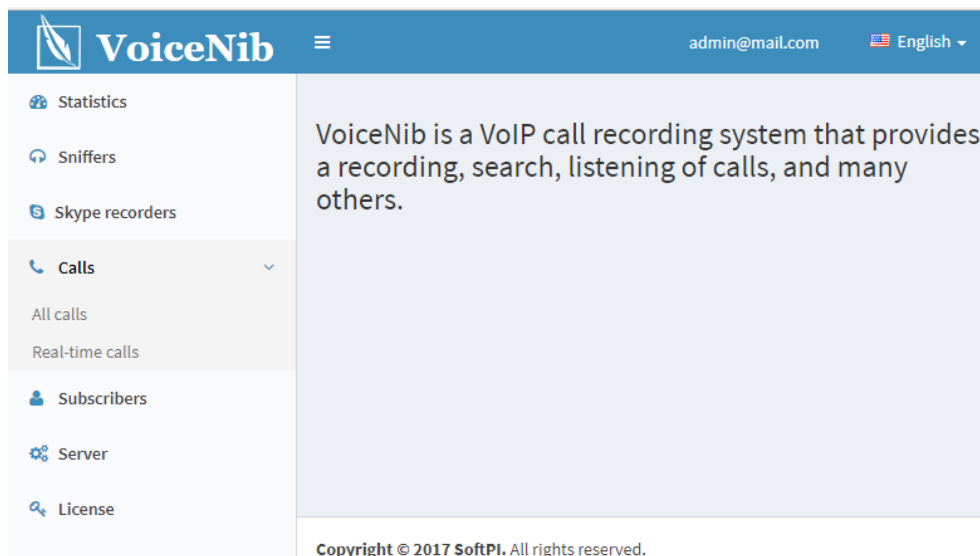 VoiceNib
admin@mail.com
English
Statistics
Sniffers
Skype recorders
Calls
All calls
Real-time calls
Subscribers
Server
License
VoiceNib is a VoIP call recording system that provides
a recording, search, listening of calls, and many
others.
Copyright © 2017 SoftPI. All rights reserved.